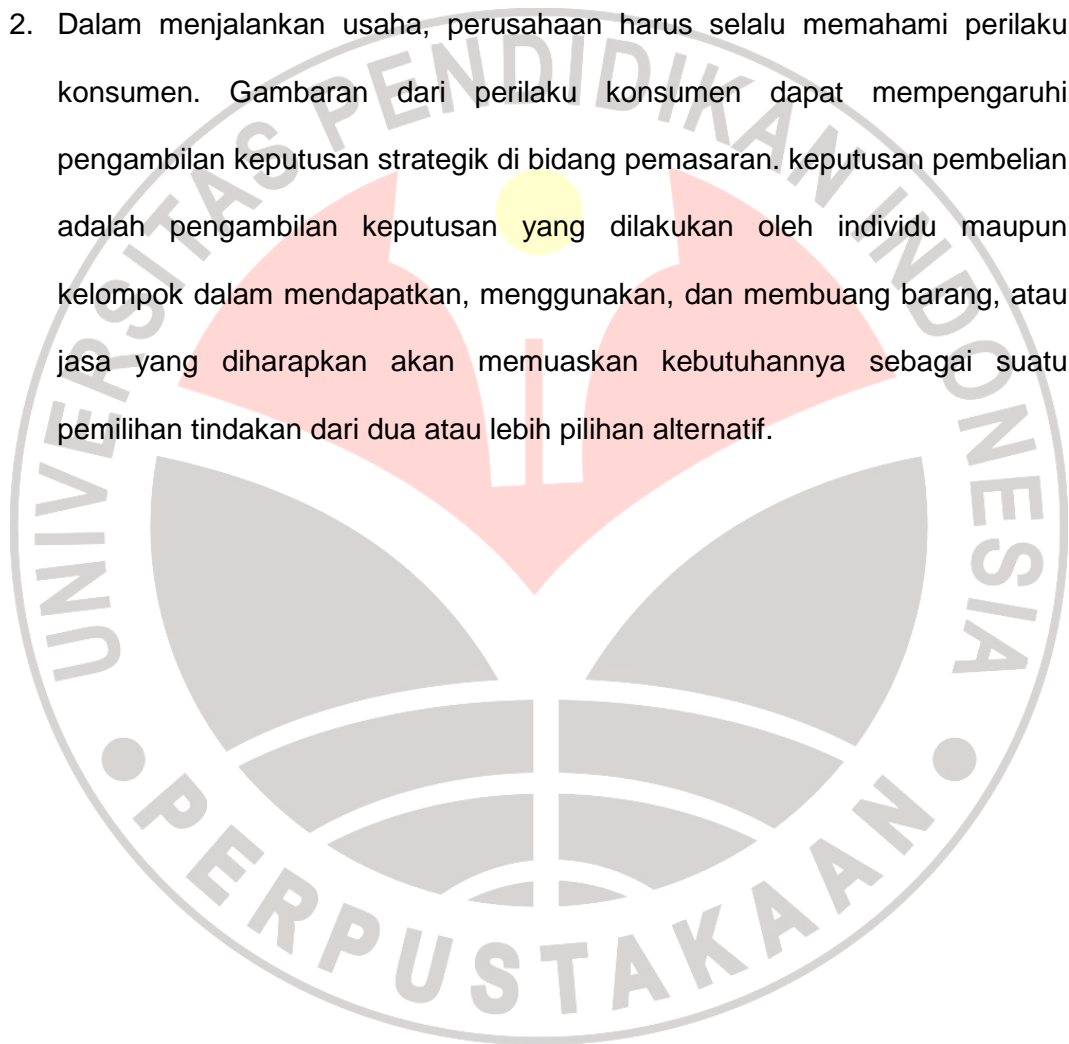 2. Dalam menjalankan usaha, perusahaan harus selalu memahami perilaku
konsumen. Gambaran dari perilaku konsumen dapat mempengaruhi
pengambilan keputusan strategik di bidang pemasaran. keputusan pembelian
adalah pengambilan keputusan yang dilakukan oleh individu maupun
kelompok dalam mendapatkan, menggunakan, dan membuang barang, atau
jasa yang diharapkan akan memuaskan kebutuhannya sebagai suatu
pemilihan tindakan dari dua atau lebih pilihan alternatif.
UNIVERSITAS PENDIDIKAN INDONESIA
PERPUSTAKAAN